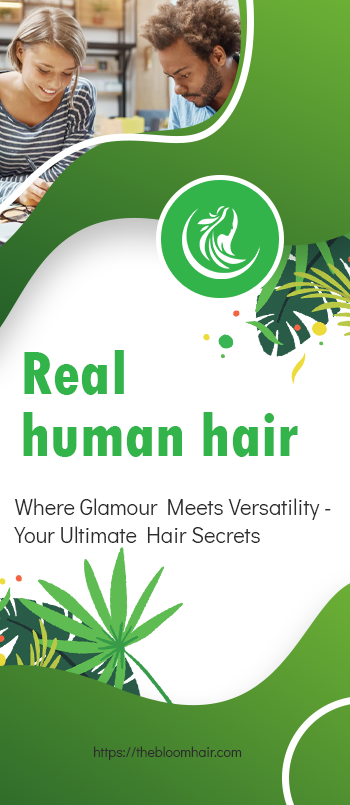 Real
human hair
Where Glamour Meets Versatility -
Your Ultimate Hair Secrets
https://thebloomhair.com